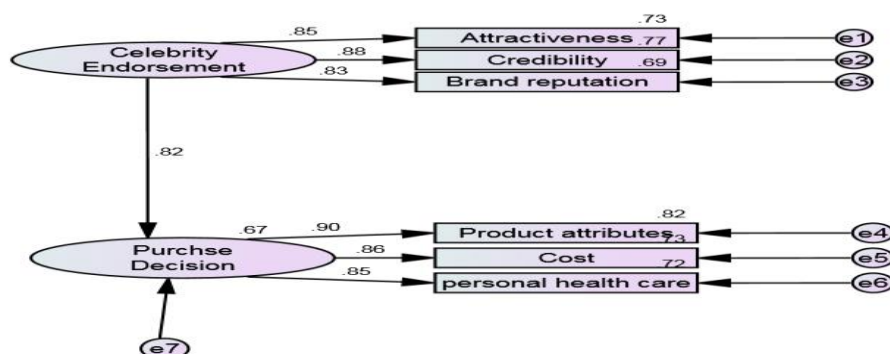 .73
.85
Attractiveness
e1
Celebrity
Endorsement
.88
.77
Credibility
e2
.83
.69
Brand reputation
e3
.82
.82
.67
.90
Product attributes
e4
Purchse
Decision
.86
.73
Cost
e5
.85
.72
personal health care
e6
e7